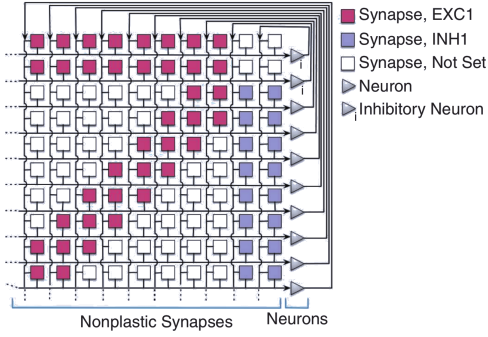 Synapse, EXC1
Synapse, INH1
Synapse, Not Set
Neuron
i Inhibitory Neuron
i
i
Nonplastic Synapses
Neurons